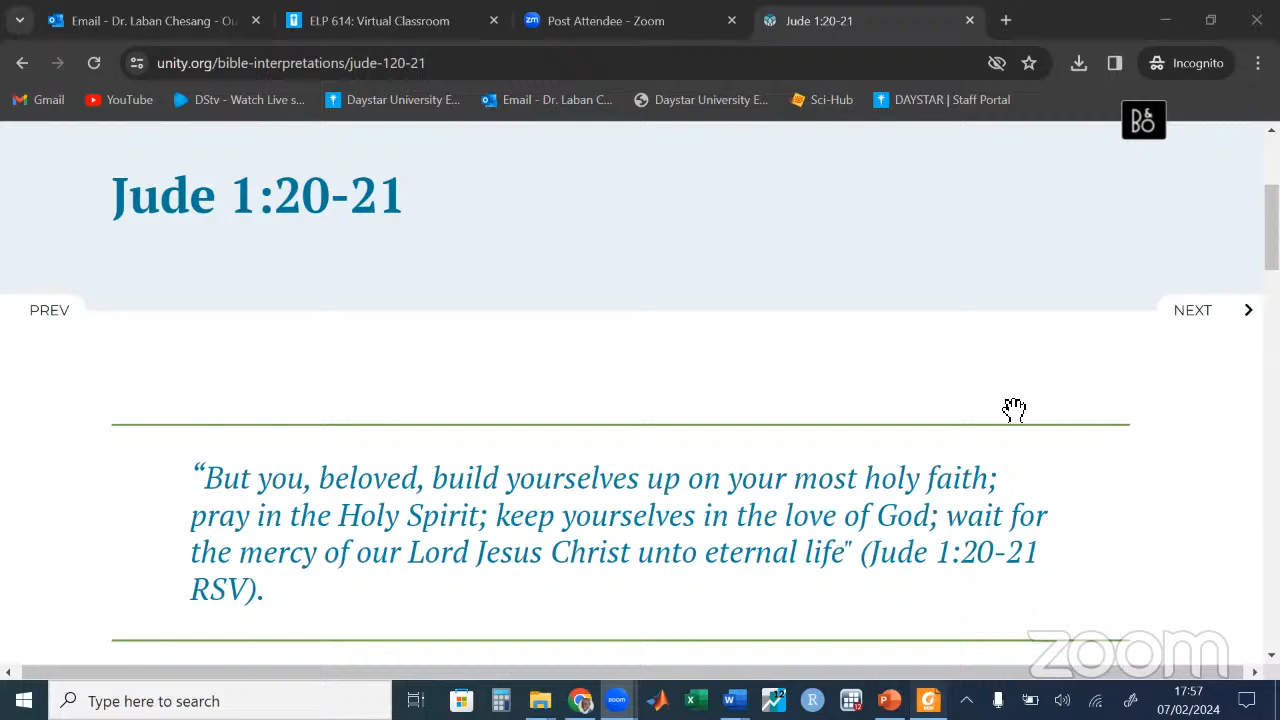 Email - Dr. Laban Chesang - Ou
ELP 614: Virtual Classroom
zm Post Attendee - Zoom
Jude 1:20-21
unity.org/bible-interpretations/jude-120-21
Incognito
Gmail
YouTube
DStv - Watch Live s...
Daystar University E...
Email - Dr. Laban C...
Daystar University E...
Sci-Hub
DAYSTAR | Staff Portal
B&O
Jude 1:20-21
PREV
NEXT
“But you, beloved, build yourselves up on your most holy faith;
pray in the Holy Spirit; keep yourselves in the love of God; wait for
the mercy of our Lord Jesus Christ unto eternal life" (Jude 1:20-21
RSV).
zoom
Type here to search
zoom
12
R
17:57
07/02/2024